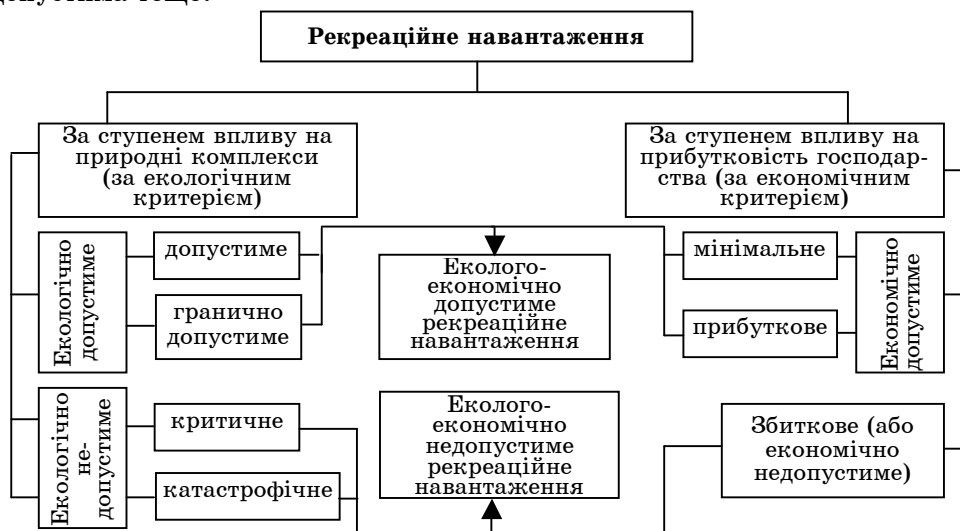 допустима тощо.
Рекреаційне навантаження
За ступенем впливу на
природні комплекси
(за екологічним
критерієм)
За ступенем впливу на
прибутковість господар-
ства (за економічним
критерієм)
Екологічно
допустиме
допустиме
гранично
допустиме
Еколого-
економічно
допустиме
рекреаційне
навантаження
мінімальне
прибуткове
Економічно
допустиме
Екологічно
не-
допустиме
критичне
катастрофічне
Еколого-
економічно
недопустиме
рекреаційне
навантаження
Збиткове (або
економічно
недопустиме)